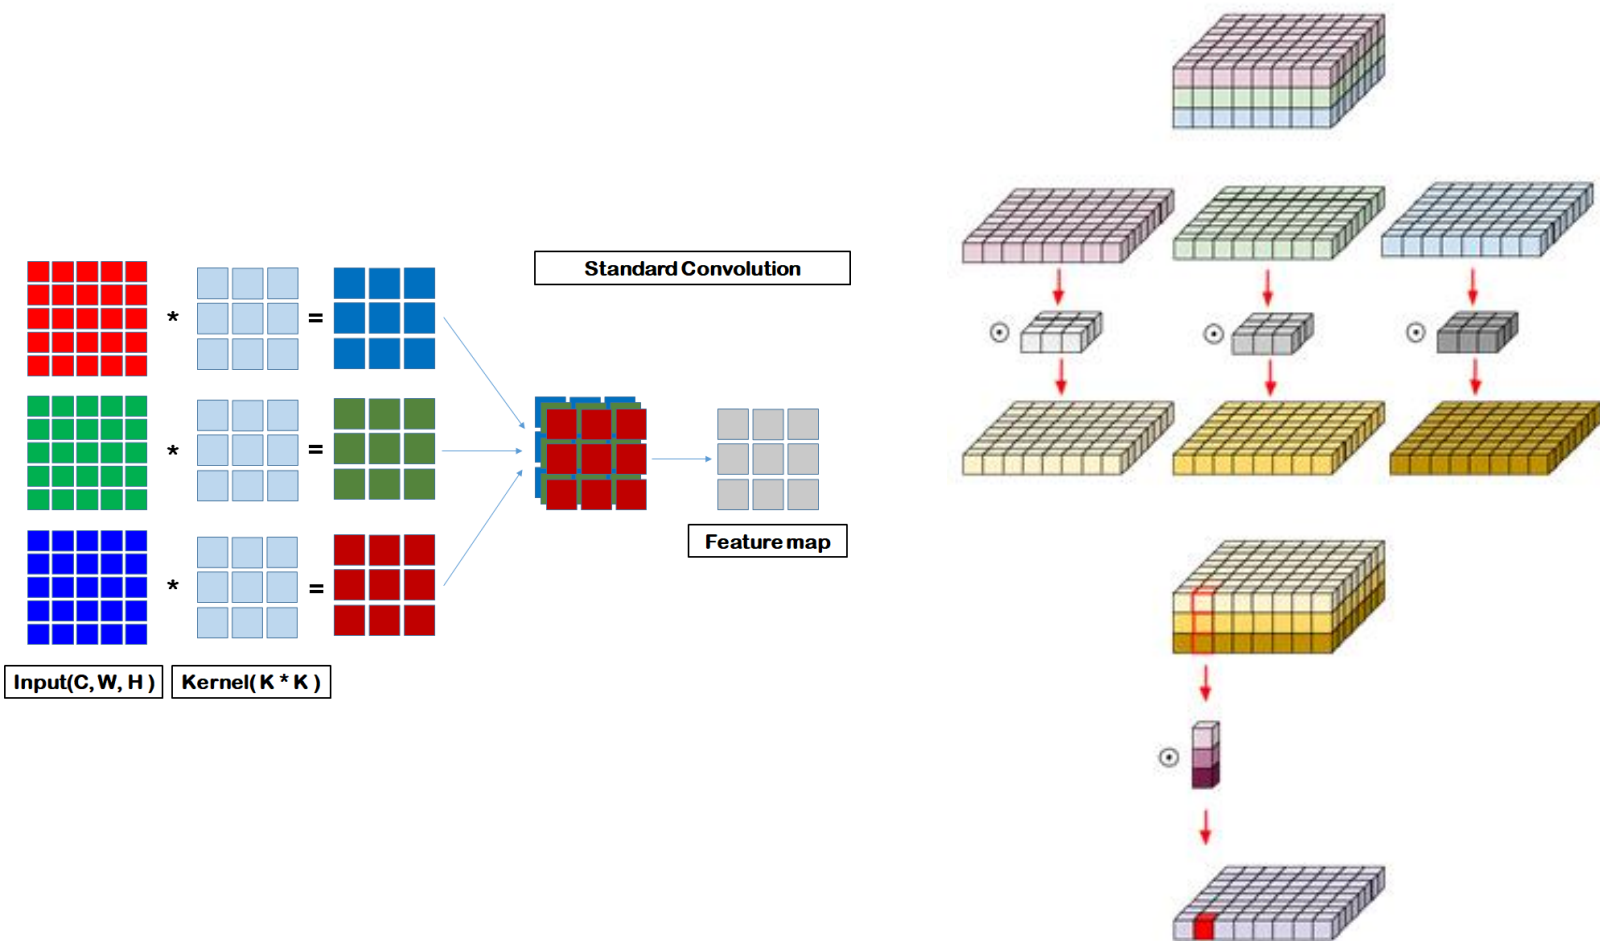 Standard Convolution
*
=
*
=
*
=
Feature map
Input(C, W, H )
Kernel( K * K )